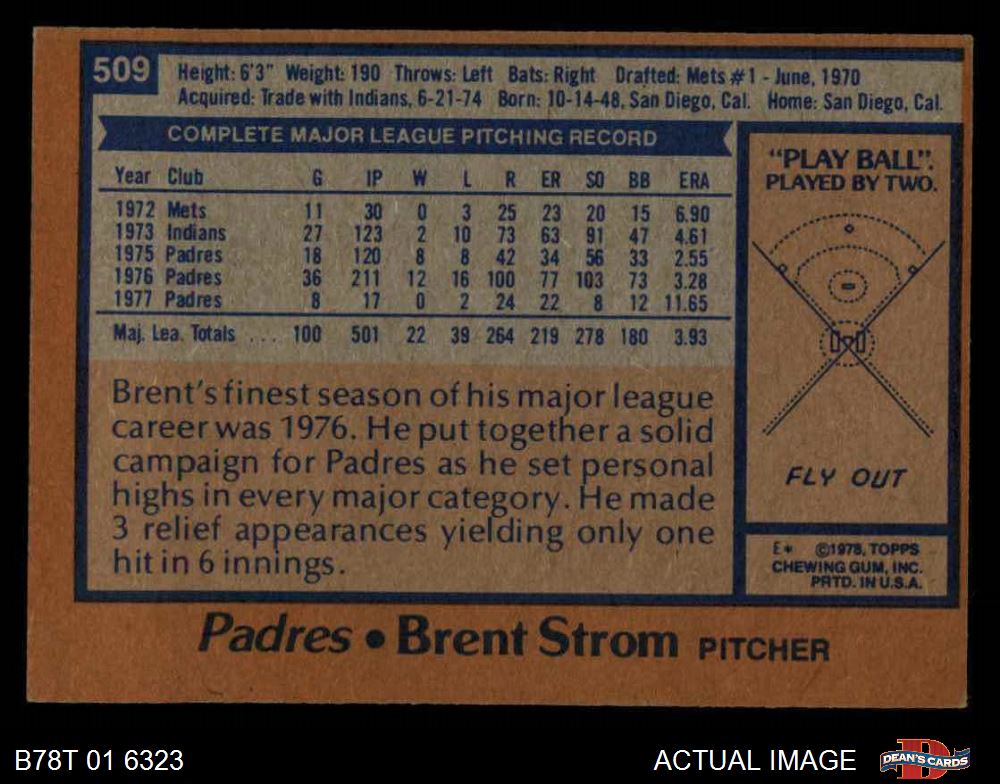 509
Height: 6'3" Weight: 190 Throws: Left Bats: Right Drafted: Mets #1 - June, 1970
Acquired: Trade with Indians, 6-21-74 Born: 10-14-48, San Diego, Cal. Home: San Diego, Cal.
COMPLETE MAJOR LEAGUE PITCHING RECORD
Year Club G IP W L R ER SO BB ERA
1972 Mets 11 30 0 3 25 23 20 15 6.90
1973 Indians 27 123 2 10 73 63 91 47 4.61
1975 Padres 18 120 8 8 42 34 56 33 2.55
1976 Padres 36 211 12 16 100 77 103 73 3.28
1977 Padres 8 17 0 2 24 22 8 12 11.65
Maj. Lea. Totals ... 100 501 22 39 264 219 278 180 3.93
Brent's finest season of his major league
career was 1976. He put together a solid
campaign for Padres as he set personal
highs in every major category. He made
3 relief appearances yielding only one
hit in 6 innings.
"PLAY BALL".
PLAYED BY TWO.
FLY OUT
E* ©1978, TOPPS
CHEWING GUM, INC.
PRTD. IN U.S.A.
Padres • Brent Strom PITCHER
B78T 01 6323
ACTUAL IMAGE
DEAN'S CARDS